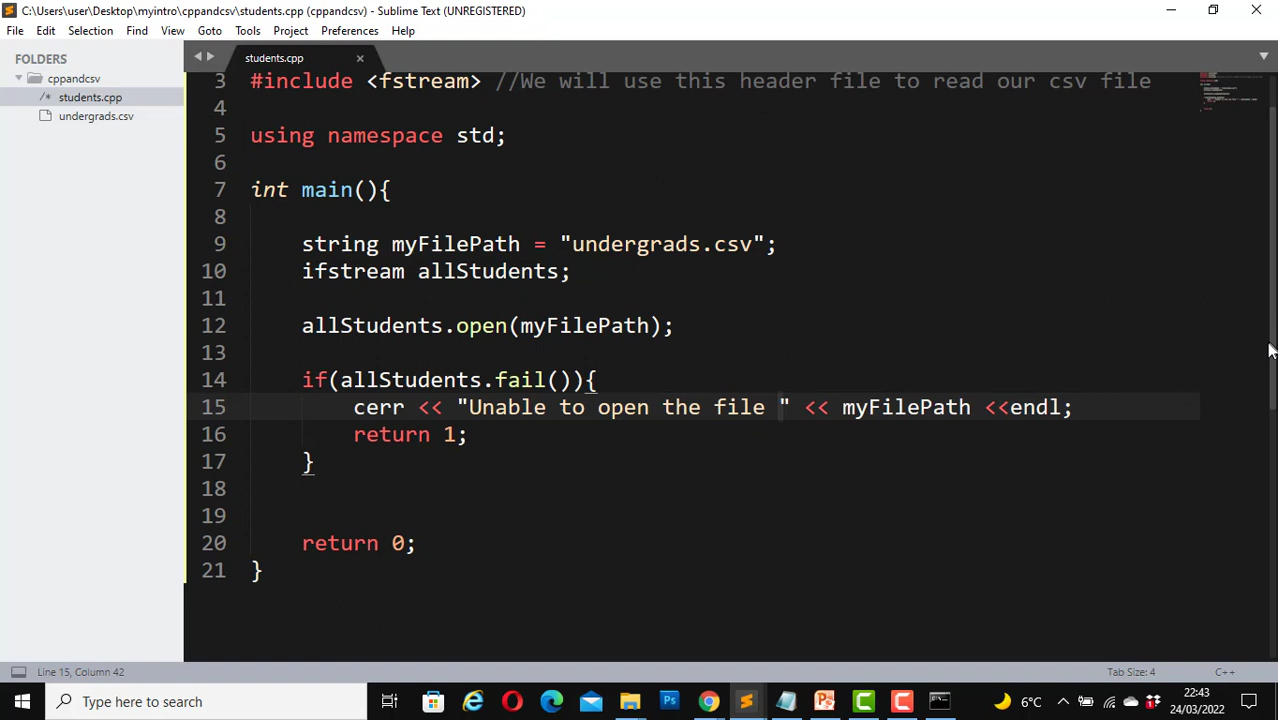 C:\Users\user\Desktop\myintro\cppandcsv\students.cpp (cppandcsv) - Sublime Text (UNREGISTERED)
File Edit Selection Find View Goto Tools Project Preferences Help
FOLDERS
cppandcsv
/* students.cpp
undergrads.csv
students.cpp
3 #include <fstream> //We will use this header file to read our csv file
4
5 using namespace std;
6
7 int main(){
8
9 string myFilePath = "undergrads.csv";
10 ifstream allStudents;
11
12 allStudents.open(myFilePath);
13
14 if(allStudents.fail()){
15 cerr << "Unable to open the file " << myFilePath <<endl;
16 return 1;
17 }
18
19
20 return 0;
21 }
Line 15, Column 42 Tab Size: 4 C++
Type here to search 6°C 22:43
24/03/2022